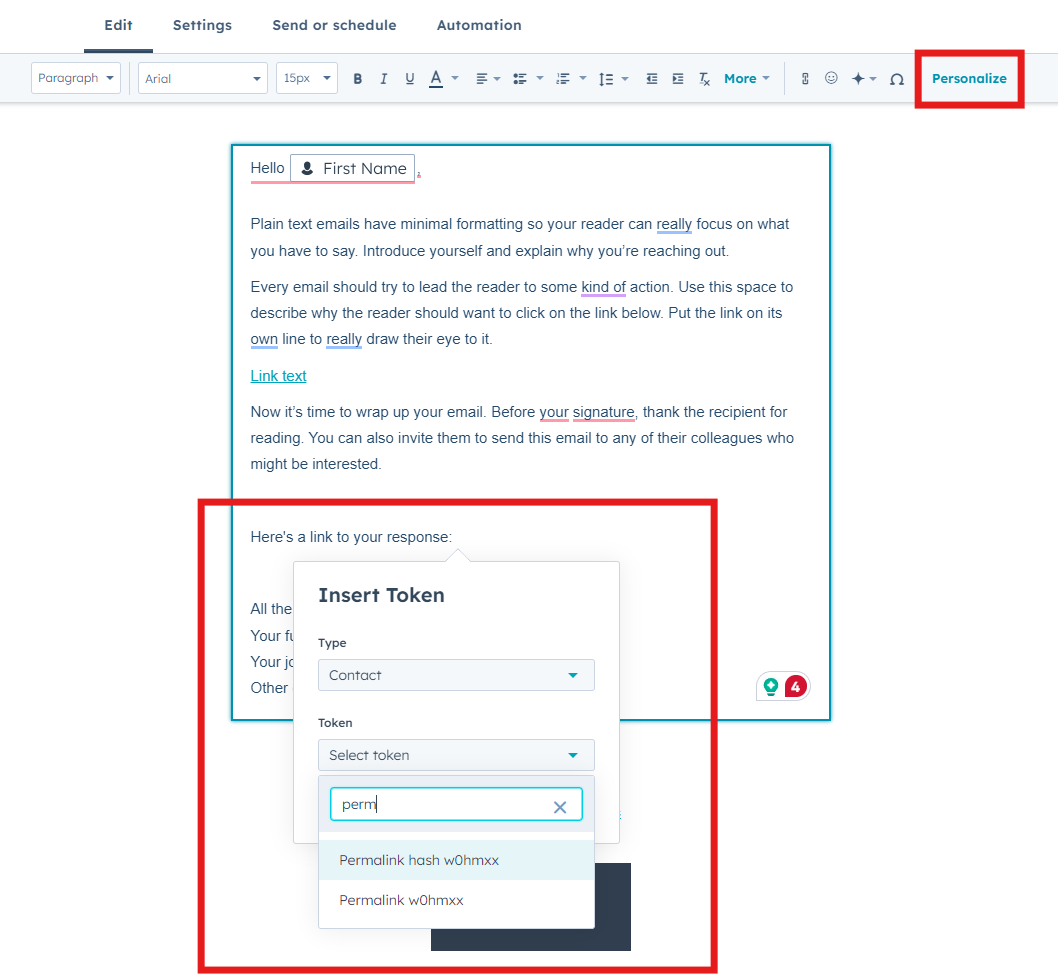 Edit Settings Send or schedule Automation
Paragraph Arial 15px B I U A More Personalize
Hello First Name ,
Plain text emails have minimal formatting so your reader can really focus on what
you have to say. Introduce yourself and explain why you’re reaching out.
Every email should try to lead the reader to some kind of action. Use this space to
describe why the reader should want to click on the link below. Put the link on its
own line to really draw their eye to it.
Link text
Now it’s time to wrap up your email. Before your signature, thank the recipient for
reading. You can also invite them to send this email to any of their colleagues who
might be interested.
Here's a link to your response:
Insert Token
All the
Your fu
Type
Your jo
Contact
Other
4
Token
Select token
perm
Permalink hash w0hmxx
Permalink w0hmxx